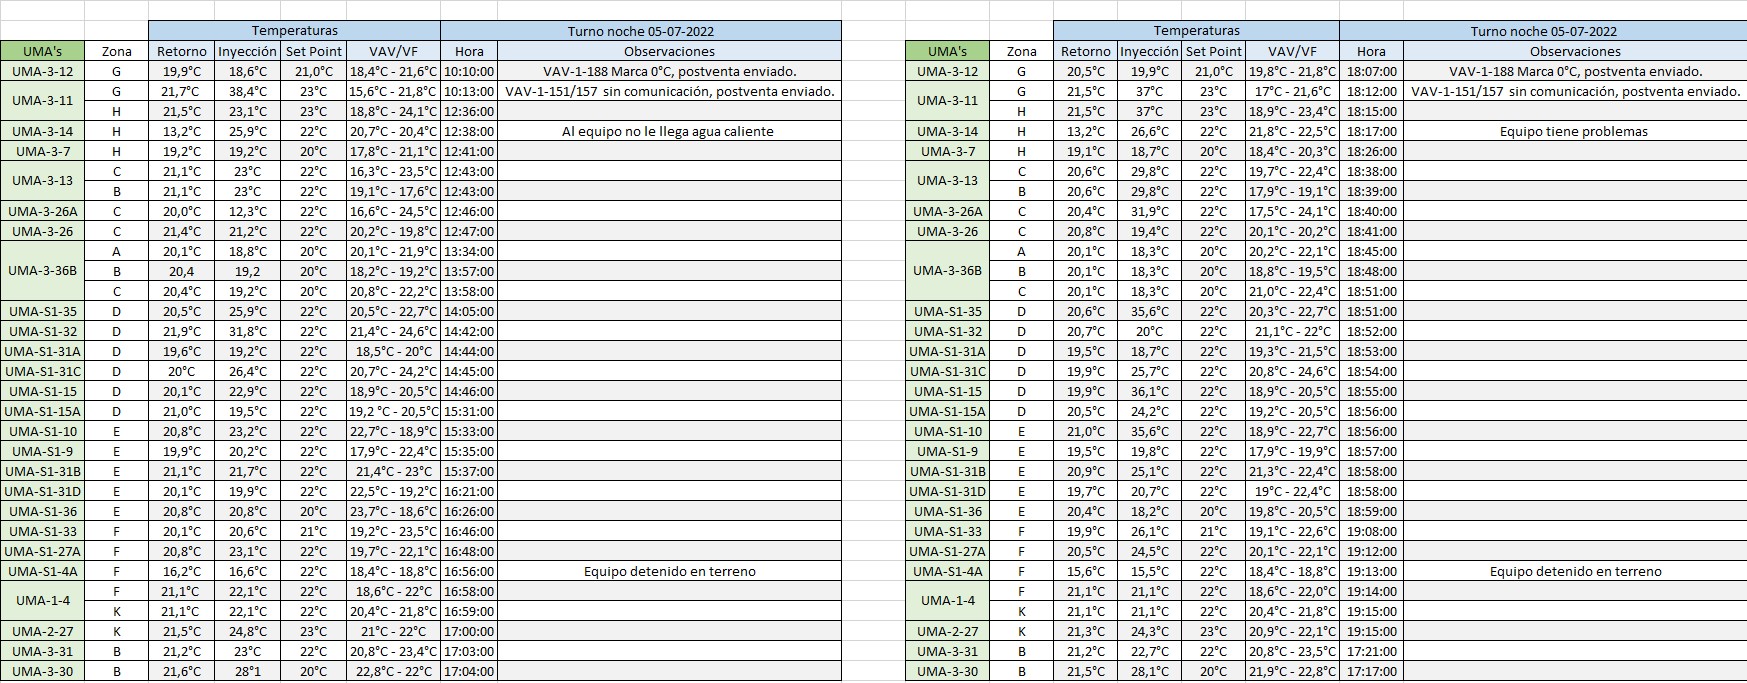 Temperaturas Turno noche 05-07-2022
UMA's Zona Retorno Inyección Set Point VAV/VF Hora Observaciones
UMA-3-12 G 19,9°C 18,6°C 21,0°C 18,4°C - 21,6°C 10:10:00 VAV-1-188 Marca 0°C, postventa enviado.
UMA-3-11 G 21,7°C 38,4°C 23°C 15,6°C - 21,8°C 10:13:00 VAV-1-151/157 sin comunicación, postventa enviado.
H 21,5°C 23,1°C 23°C 18,8°C - 24,1°C 12:36:00
UMA-3-14 H 13,2°C 25,9°C 22°C 20,7°C - 20,4°C 12:38:00 Al equipo no le llega agua caliente
UMA-3-7 H 19,2°C 19,2°C 20°C 17,8°C - 21,1°C 12:41:00
UMA-3-13 C 21,1°C 23°C 22°C 16,3°C - 23,5°C 12:43:00
B 21,1°C 23°C 22°C 19,1°C - 17,6°C 12:43:00
UMA-3-26A C 20,0°C 12,3°C 22°C 16,6°C - 24,5°C 12:46:00
UMA-3-26 C 21,4°C 21,2°C 22°C 20,2°C - 19,8°C 12:47:00
UMA-3-36B A 20,1°C 18,8°C 20°C 20,1°C - 21,9°C 13:34:00
B 20,4 19,2 20°C 18,2°C - 19,2°C 13:57:00
C 20,4°C 19,2°C 20°C 20,8°C - 22,2°C 13:58:00
UMA-S1-35 D 20,5°C 25,9°C 22°C 20,5°C - 22,7°C 14:05:00
UMA-S1-32 D 21,9°C 31,8°C 22°C 21,4°C - 24,6°C 14:42:00
UMA-S1-31A D 19,6°C 19,2°C 22°C 18,5°C - 20°C 14:44:00
UMA-S1-31C D 20°C 26,4°C 22°C 20,7°C - 24,2°C 14:45:00
UMA-S1-15 D 20,1°C 22,9°C 22°C 18,9°C - 20,5°C 14:46:00
UMA-S1-15A D 21,0°C 19,5°C 22°C 19,2 °C - 20,5°C 15:31:00
UMA-S1-10 E 20,8°C 23,2°C 22°C 22,7°C - 18,9°C 15:33:00
UMA-S1-9 E 19,9°C 20,2°C 22°C 17,9°C - 22,4°C 15:35:00
UMA-S1-31B E 21,1°C 21,7°C 22°C 21,4°C - 23°C 15:37:00
UMA-S1-31D E 20,1°C 19,9°C 22°C 22,5°C - 19,2°C 16:21:00
UMA-S1-36 E 20,8°C 20,8°C 20°C 23,7°C - 18,6°C 16:26:00
UMA-S1-33 F 20,1°C 20,6°C 21°C 19,2°C - 23,5°C 16:46:00
UMA-S1-27A F 20,8°C 23,1°C 22°C 19,7°C - 22,1°C 16:48:00
UMA-S1-4A F 16,2°C 16,6°C 22°C 18,4°C - 18,8°C 16:56:00 Equipo detenido en terreno
UMA-1-4 F 21,1°C 22,1°C 22°C 18,6°C - 22°C 16:58:00
K 21,1°C 22,1°C 22°C 20,4°C - 21,8°C 16:59:00
UMA-2-27 K 21,5°C 24,8°C 23°C 21°C - 22°C 17:00:00
UMA-3-31 B 21,2°C 23°C 22°C 20,8°C - 23,4°C 17:03:00
UMA-3-30 B 21,6°C 28°1 20°C 22,8°C - 22°C 17:04:00
Temperaturas Turno noche 05-07-2022
UMA's Zona Retorno Inyección Set Point VAV/VF Hora Observaciones
UMA-3-12 G 20,5°C 19,9°C 21,0°C 19,8°C - 21,8°C 18:07:00 VAV-1-188 Marca 0°C, postventa enviado.
UMA-3-11 G 21,5°C 37°C 23°C 17°C - 21,6°C 18:12:00 VAV-1-151/157 sin comunicación, postventa enviado.
H 21,5°C 37°C 23°C 18,9°C - 23,4°C 18:15:00
UMA-3-14 H 13,2°C 26,6°C 22°C 21,8°C - 22,5°C 18:17:00 Equipo tiene problemas
UMA-3-7 H 19,1°C 18,7°C 20°C 18,4°C - 20,3°C 18:26:00
UMA-3-13 C 20,6°C 29,8°C 22°C 19,7°C - 22,4°C 18:38:00
B 20,6°C 29,8°C 22°C 17,9°C - 19,1°C 18:39:00
UMA-3-26A C 20,4°C 31,9°C 22°C 17,5°C - 24,1°C 18:40:00
UMA-3-26 C 20,8°C 19,4°C 22°C 20,1°C - 20,2°C 18:41:00
UMA-3-36B A 20,1°C 18,3°C 20°C 20,2°C - 22,1°C 18:45:00
B 20,1°C 18,3°C 20°C 18,8°C - 19,5°C 18:48:00
C 20,1°C 18,3°C 20°C 21,0°C - 22,4°C 18:51:00
UMA-S1-35 D 20,6°C 35,6°C 22°C 20,3°C - 22,7°C 18:51:00
UMA-S1-32 D 20,7°C 20°C 22°C 21,1°C - 22°C 18:52:00
UMA-S1-31A D 19,5°C 18,7°C 22°C 19,3°C - 21,5°C 18:53:00
UMA-S1-31C D 19,9°C 25,7°C 22°C 20,8°C - 24,6°C 18:54:00
UMA-S1-15 D 19,9°C 36,1°C 22°C 18,9°C - 20,5°C 18:55:00
UMA-S1-15A D 20,5°C 24,2°C 22°C 19,2°C - 20,5°C 18:56:00
UMA-S1-10 E 21,0°C 35,6°C 22°C 18,9°C - 22,7°C 18:56:00
UMA-S1-9 E 19,5°C 19,8°C 22°C 17,9°C - 19,9°C 18:57:00
UMA-S1-31B E 20,9°C 25,1°C 22°C 21,3°C - 22,4°C 18:58:00
UMA-S1-31D E 19,7°C 20,7°C 22°C 19°C - 22,4°C 18:58:00
UMA-S1-36 E 20,4°C 18,2°C 20°C 19,8°C - 20,5°C 18:59:00
UMA-S1-33 F 19,9°C 26,1°C 21°C 19,1°C - 22,6°C 19:08:00
UMA-S1-27A F 20,5°C 24,5°C 22°C 20,1°C - 22,1°C 19:12:00
UMA-S1-4A F 15,6°C 15,5°C 22°C 18,4°C - 18,8°C 19:13:00 Equipo detenido en terreno
UMA-1-4 F 21,1°C 21,1°C 22°C 18,6°C - 22,0°C 19:14:00
K 21,1°C 21,1°C 22°C 20,4°C - 21,8°C 19:15:00
UMA-2-27 K 21,3°C 24,3°C 23°C 20,9°C - 22,1°C 19:15:00
UMA-3-31 B 21,2°C 22,7°C 22°C 20,8°C - 23,5°C 17:21:00
UMA-3-30 B 21,5°C 28,1°C 20°C 21,9°C - 22,8°C 17:17:00